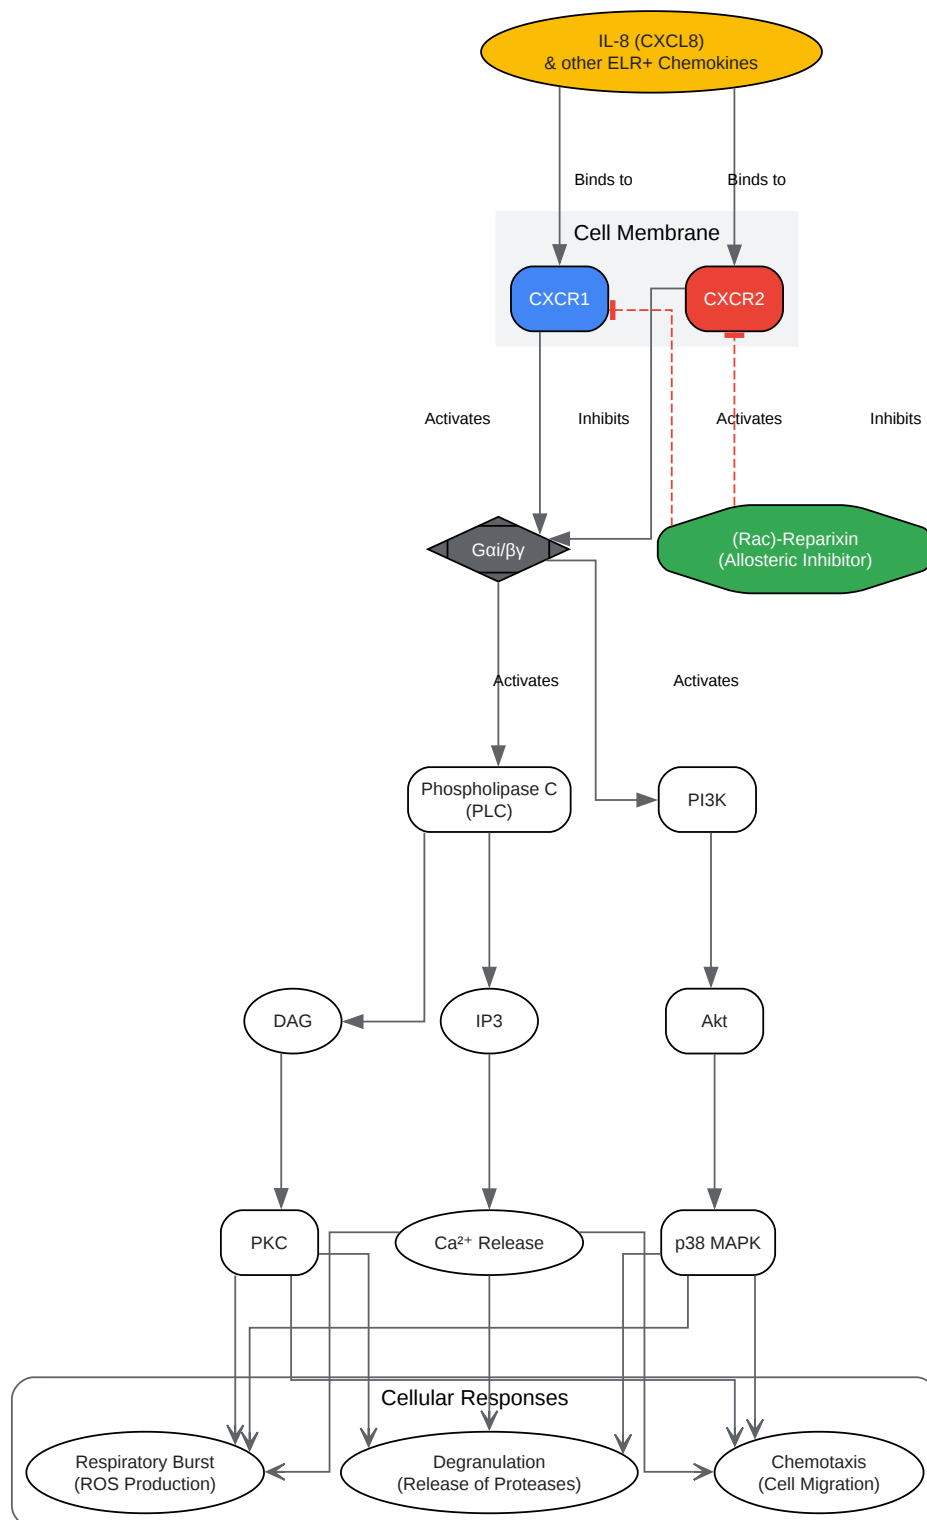 IL-8 (CXCL8)
& other ELR+ Chemokines
Binds to
Binds to
Cell Membrane
CXCR1
CXCR2
Activates
Inhibits
Activates
Inhibits
Gαi/βγ
(Rac)-Reparixin
(Allosteric Inhibitor)
Activates
Activates
Phospholipase C
(PLC)
PI3K
DAG
IP3
Akt
PKC
Ca²⁺ Release
p38 MAPK
Cellular Responses
Respiratory Burst
(ROS Production)
Degranulation
(Release of Proteases)
Chemotaxis
(Cell Migration)